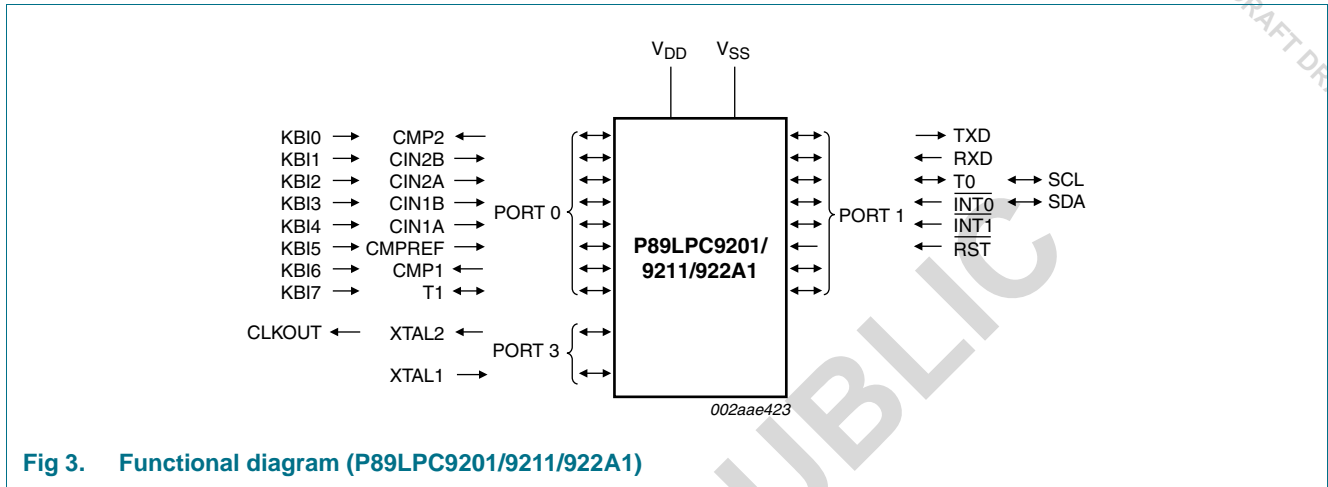 DRAFT DR
VDD VSS
KBI0 CMP2 TXD
KBI1 CIN2B RXD
KBI2 CIN2A T0 SCL
KBI3 CIN1B INT0 SDA
PORT 0 PORT 1
KBI4 CIN1A INT1
KBI5 CMPREF P89LPC9201/ RST
KBI6 CMP1 9211/922A1
KBI7 T1
CLKOUT XTAL2
PORT 3
XTAL1
002aae423
UBLIC
Fig 3. Functional diagram (P89LPC9201/9211/922A1)